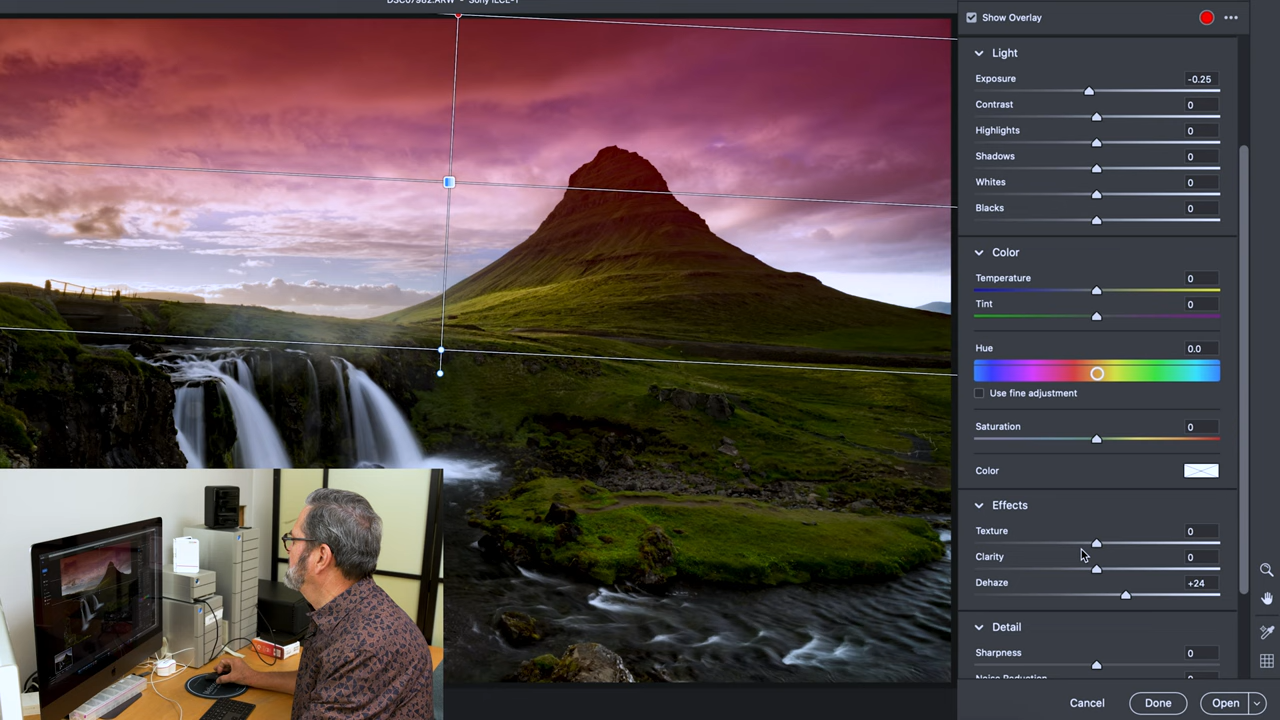 Show Overlay
Light
Exposure -0.25
Contrast 0
Highlights 0
Shadows 0
Whites 0
Blacks 0
Color
Temperature 0
Tint 0
Hue 0.0
Use fine adjustment
Saturation 0
Color
Effects
Texture 0
Clarity 0
Dehaze +24
Detail
Sharpness 0
Noise Reduction
Cancel Done Open